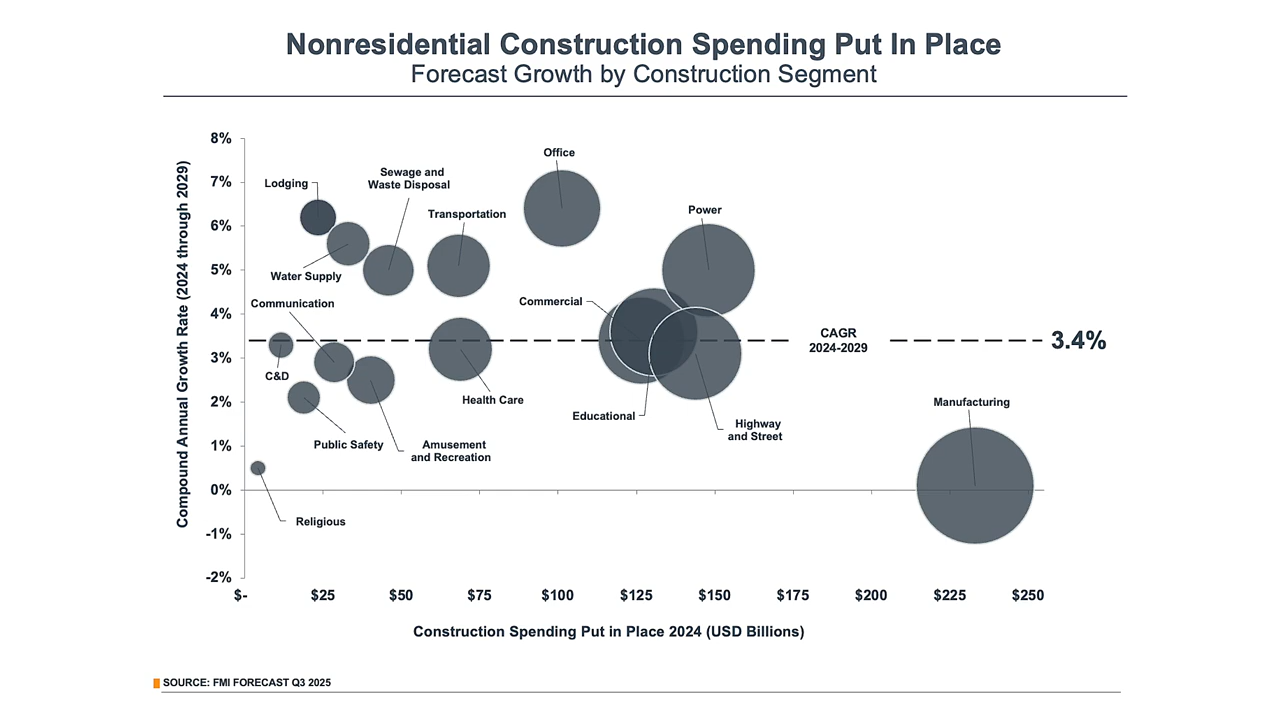 Nonresidential Construction Spending Put In Place
Forecast Growth by Construction Segment
Compound Annual Growth Rate (2024 through 2029)
8%
7%
6%
5%
4%
3%
2%
1%
0%
-1%
-2%
Office
Sewage and
Waste Disposal
Lodging
Transportation
Power
Water Supply
Communication
Commercial
CAGR
2024-2029
3.4%
C&D
Health Care
Manufacturing
Educational
Highway
and Street
Public Safety
Amusement
and Recreation
Religious
$-
$25
$50
$75
$100
$125
$150
$175
$200
$225
$250
Construction Spending Put in Place 2024 (USD Billions)
SOURCE: FMI FORECAST Q3 2025